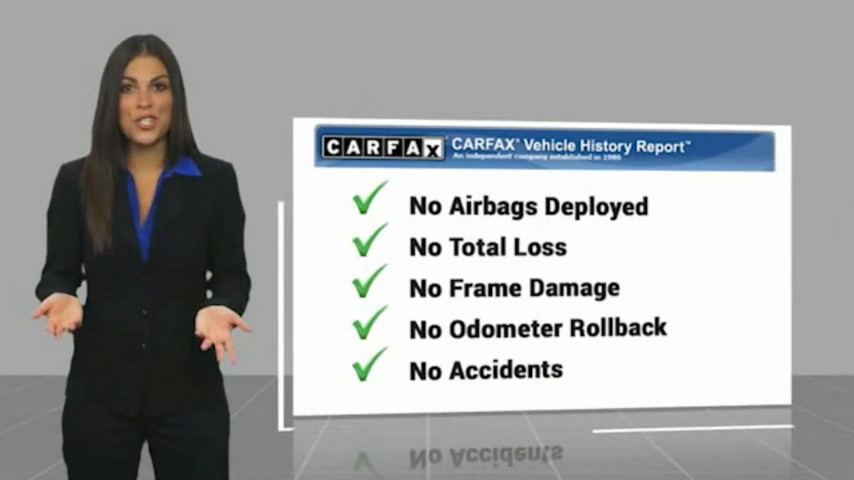 CARFAX CARFAX™ Vehicle History Report™
An independent company established in 1986
No Airbags Deployed
No Total Loss
No Frame Damage
No Odometer Rollback
No Accidents
No Accidents